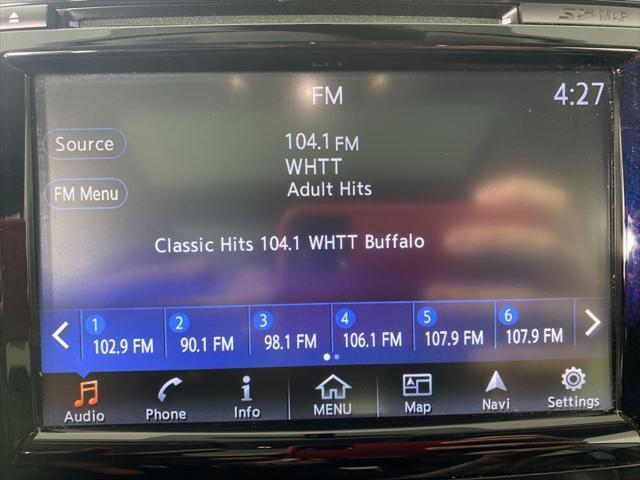 SD MAP
FM
4:27
Source
104.1 FM
WHTT
FM Menu
Adult Hits
Classic Hits 104.1 WHTT Buffalo
1 2 3 4 5 6
102.9 FM 90.1 FM 98.1 FM 106.1 FM 107.9 FM 107.9 FM
Audio Phone Info MENU Map Navi Settings